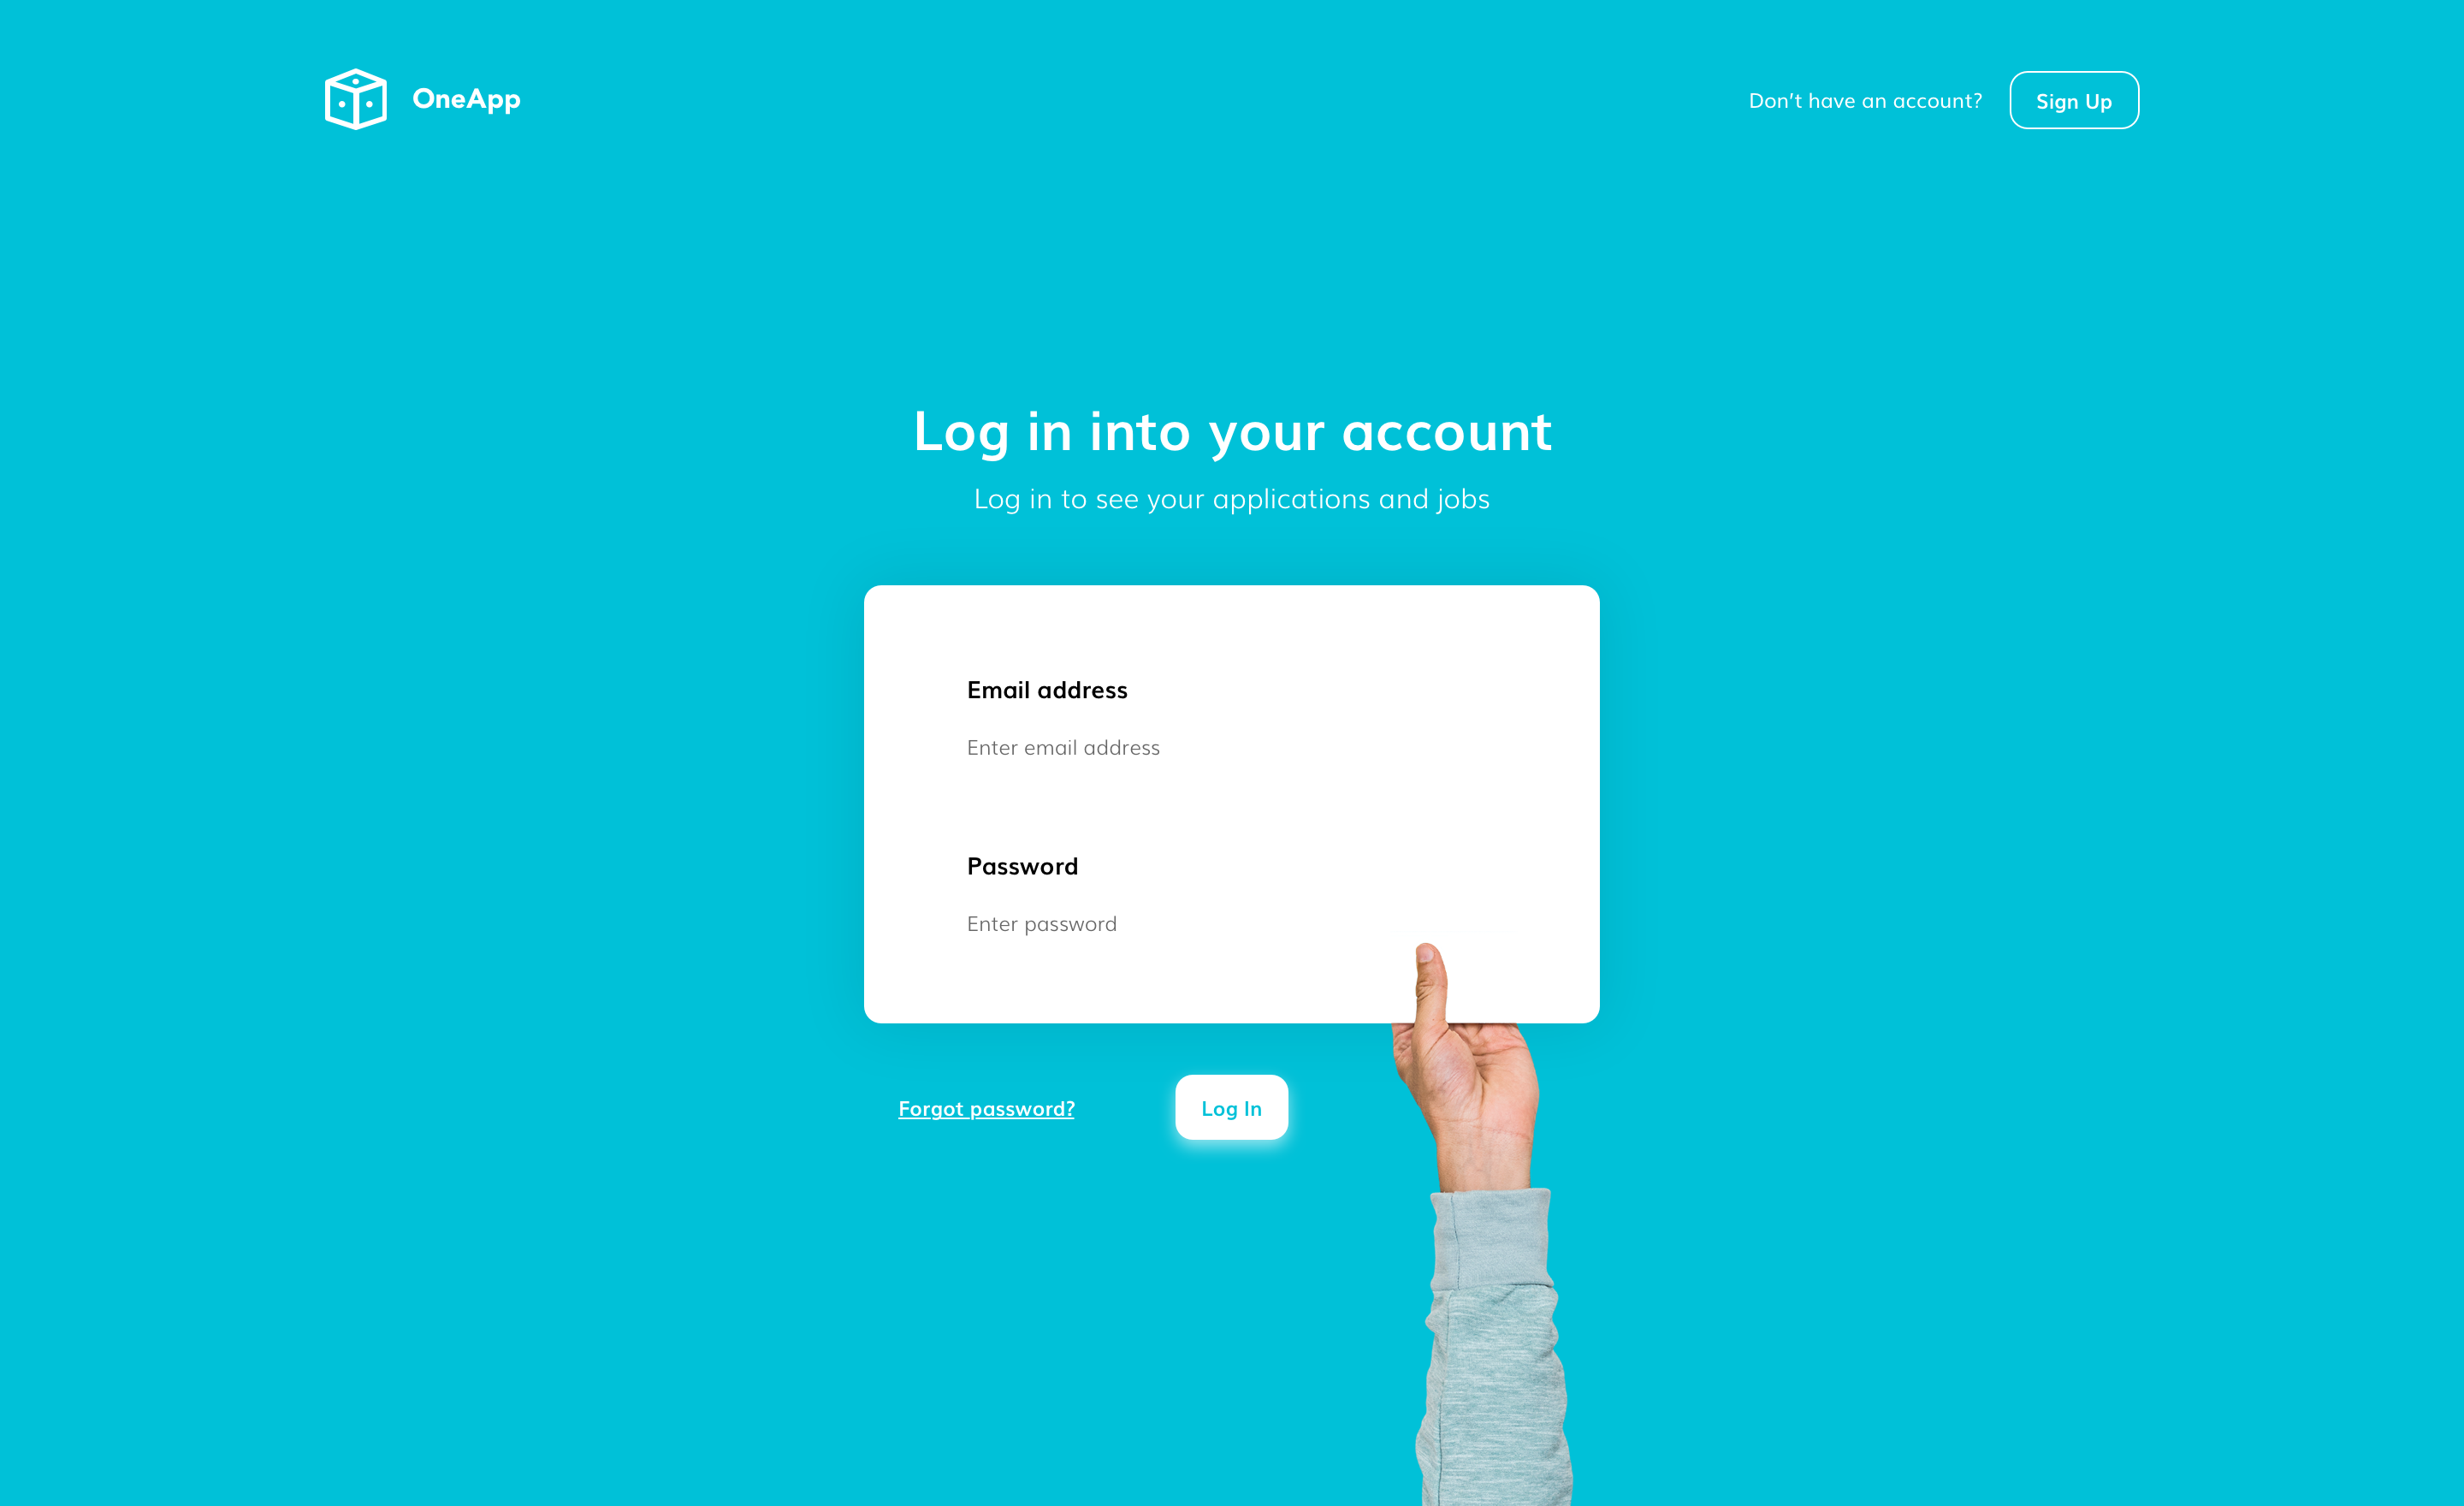 OneApp
Don't have an account?
Sign Up
Log in into your account
Log in to see your applications and jobs
Email address
Enter email address
Password
Enter password
Forgot password?
Log In